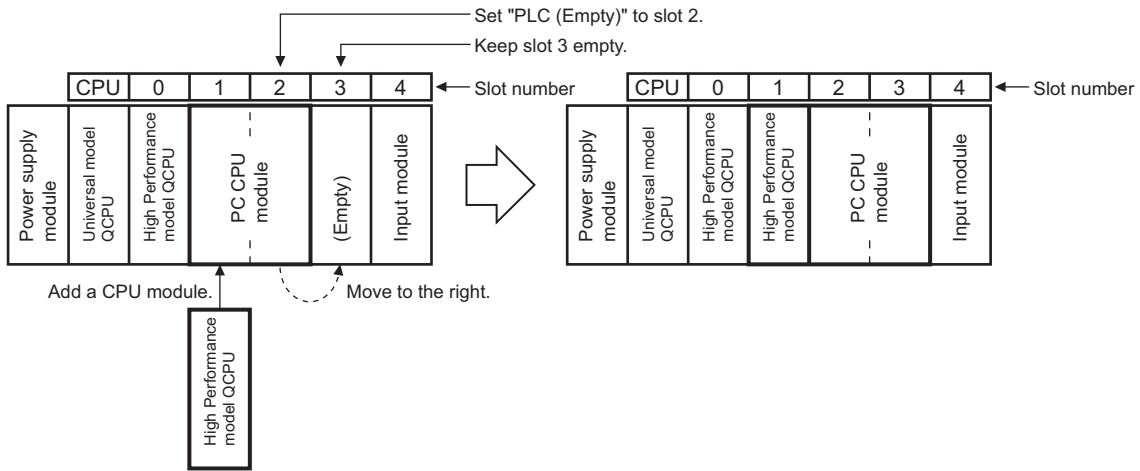 Set "PLC (Empty)" to slot 2.
Keep slot 3 empty.
CPU 0 1 2 3 4
Slot number
Power supply
module
Universal model
QCPU
High Performance
model QCPU
PC CPU
module
(Empty)
Input module
Add a CPU module.
Move to the right.
High Performance
model QCPU
CPU 0 1 2 3 4
Slot number
Power supply
module
Universal model
QCPU
High Performance
model QCPU
High Performance
model QCPU
PC CPU
module
Input module